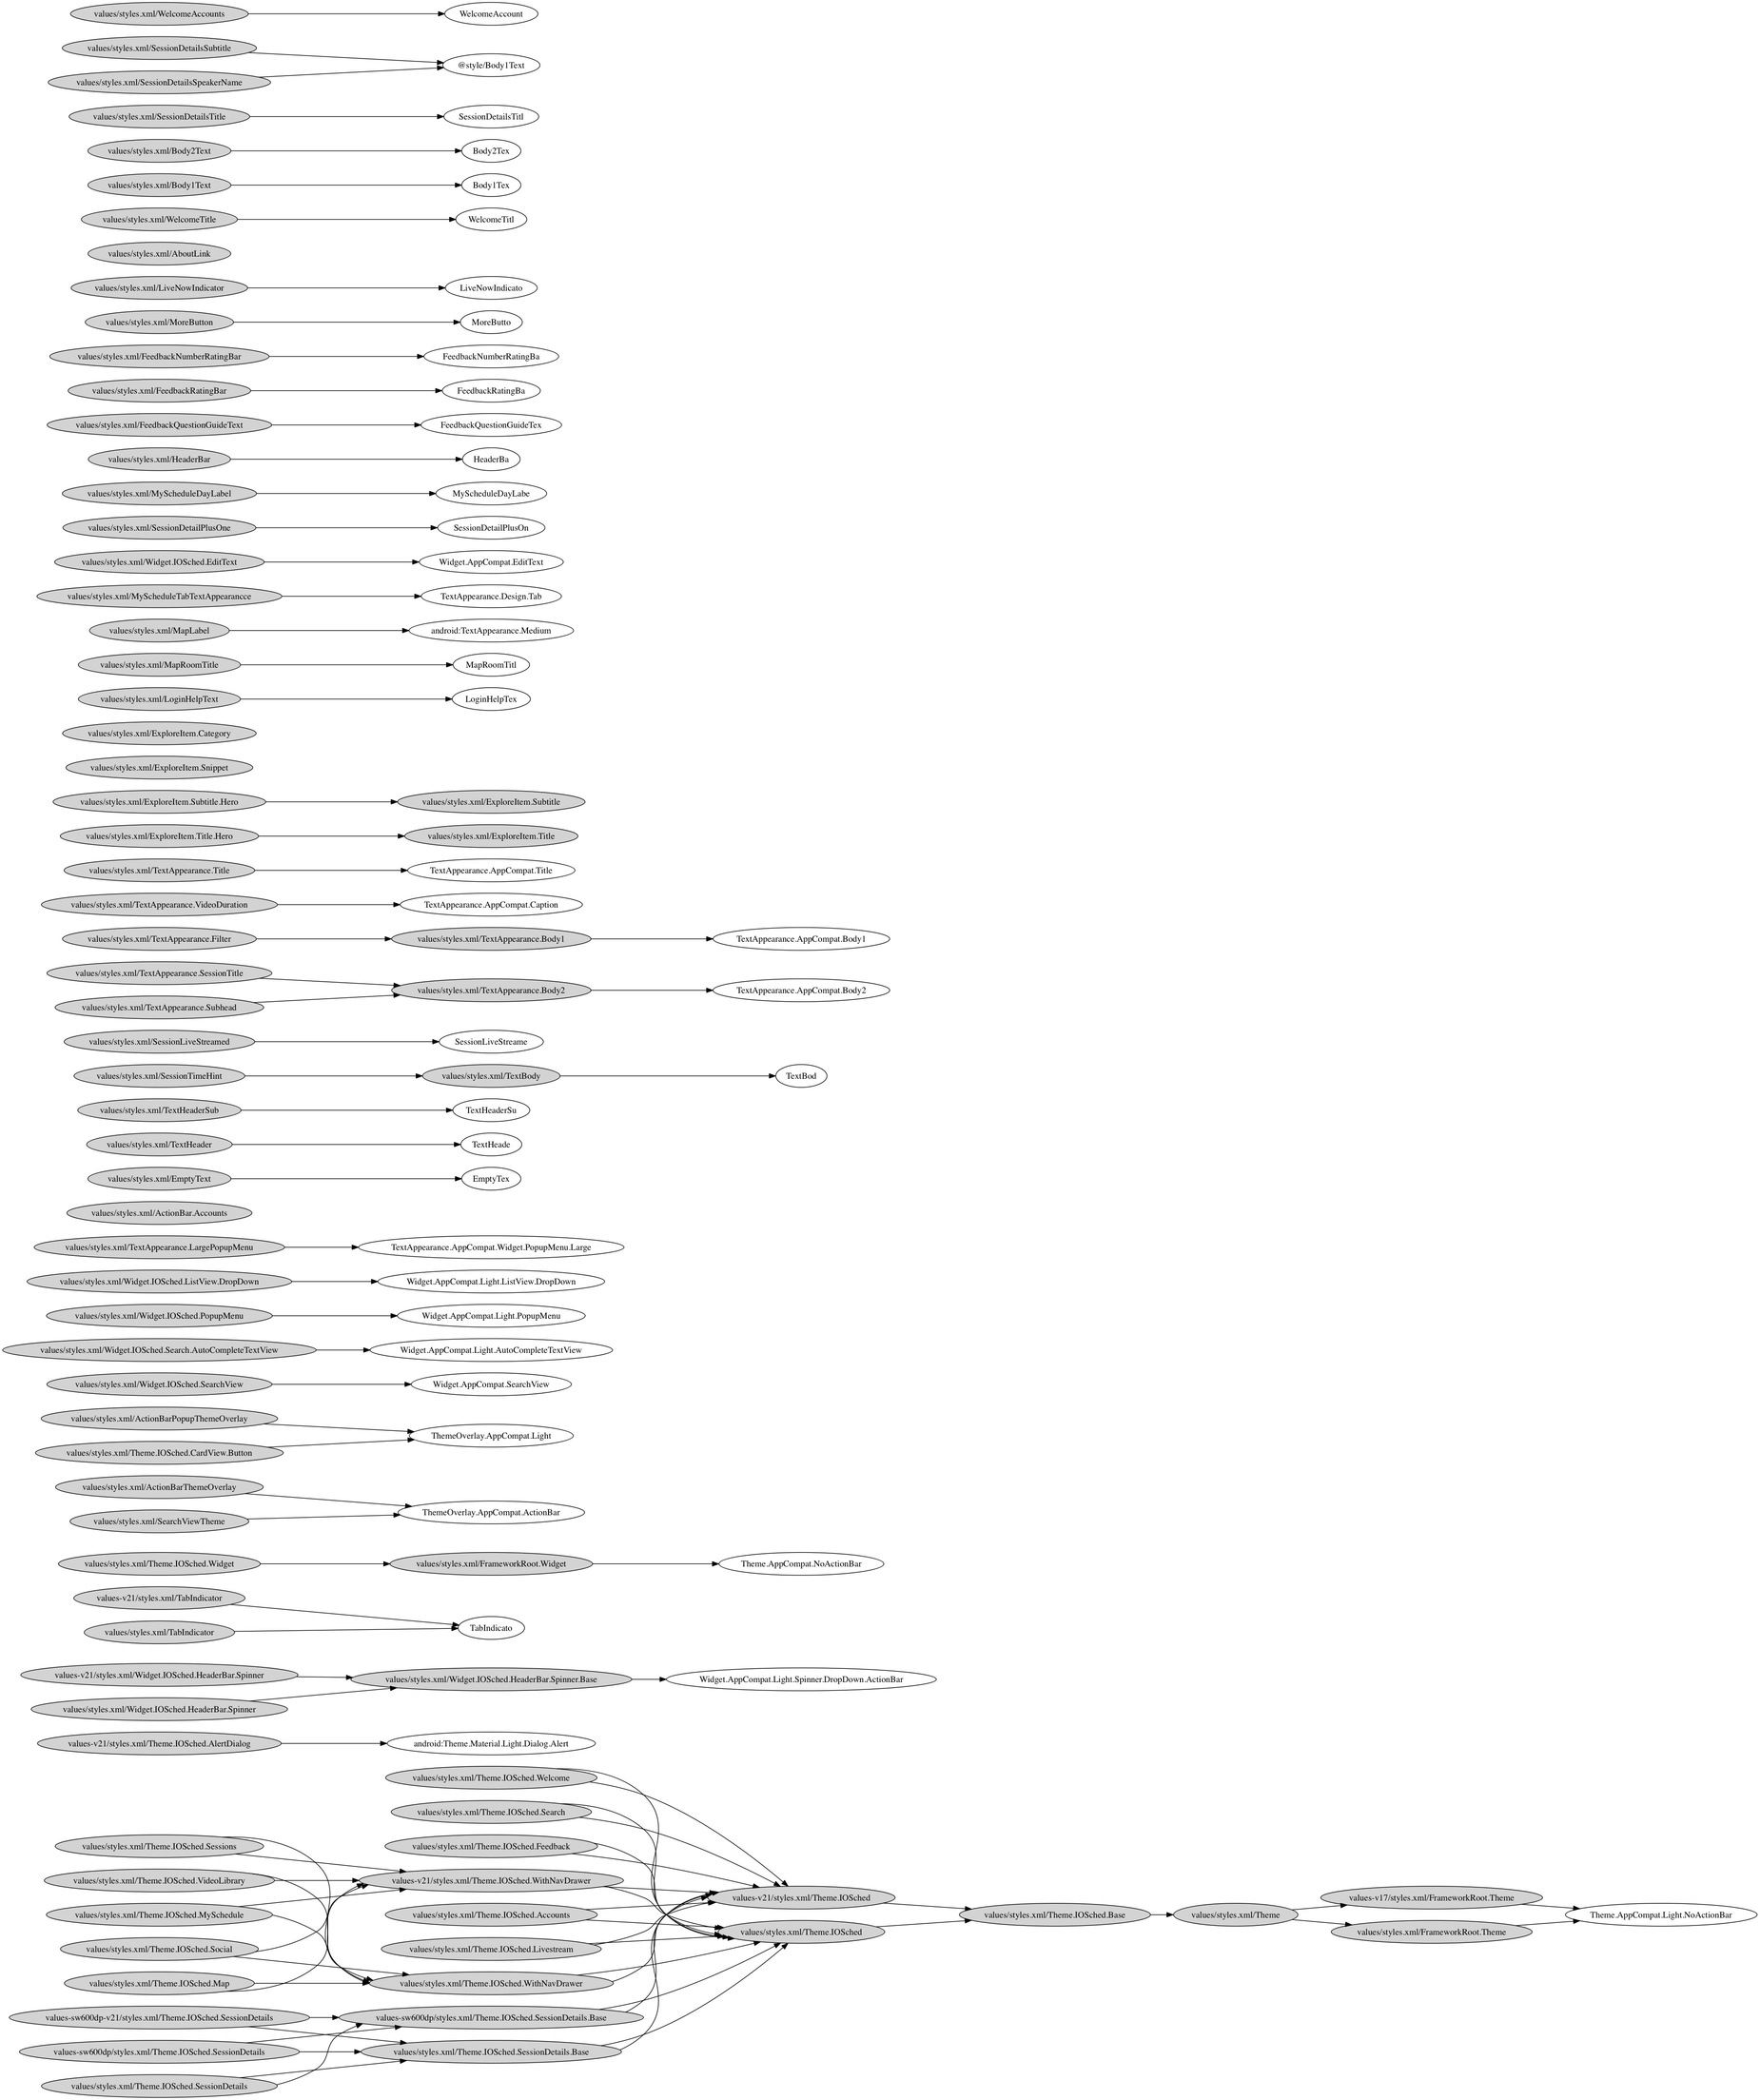 values/styles.xml/WelcomeAccounts
WelcomeAccount
values/styles.xml/SessionDetailsSubtitle
@style/Body1Text
values/styles.xml/SessionDetailsSpeakerName
values/styles.xml/SessionDetailsTitle
SessionDetailsTitl
values/styles.xml/Body2Text
Body2Tex
values/styles.xml/Body1Text
Body1Tex
values/styles.xml/WelcomeTitle
WelcomeTitl
values/styles.xml/AboutLink
values/styles.xml/LiveNowIndicator
LiveNowIndicato
values/styles.xml/MoreButton
MoreButto
values/styles.xml/FeedbackNumberRatingBar
FeedbackNumberRatingBa
values/styles.xml/FeedbackRatingBar
FeedbackRatingBa
values/styles.xml/FeedbackQuestionGuideText
FeedbackQuestionGuideTex
values/styles.xml/HeaderBar
HeaderBa
values/styles.xml/MyScheduleDayLabel
MyScheduleDayLabe
values/styles.xml/SessionDetailPlusOne
SessionDetailPlusOn
values/styles.xml/Widget.IOSched.EditText
Widget.AppCompat.EditText
values/styles.xml/MyScheduleTabTextAppearancce
TextAppearance.Design.Tab
values/styles.xml/MapLabel
android:TextAppearance.Medium
values/styles.xml/MapRoomTitle
MapRoomTitl
values/styles.xml/LoginHelpText
LoginHelpTex
values/styles.xml/ExploreItem.Category
values/styles.xml/ExploreItem.Snippet
values/styles.xml/ExploreItem.Subtitle.Hero
values/styles.xml/ExploreItem.Subtitle
values/styles.xml/ExploreItem.Title.Hero
values/styles.xml/ExploreItem.Title
values/styles.xml/TextAppearance.Title
TextAppearance.AppCompat.Title
values/styles.xml/TextAppearance.VideoDuration
TextAppearance.AppCompat.Caption
values/styles.xml/TextAppearance.Filter
values/styles.xml/TextAppearance.Body1
TextAppearance.AppCompat.Body1
values/styles.xml/TextAppearance.SessionTitle
values/styles.xml/TextAppearance.Body2
TextAppearance.AppCompat.Body2
values/styles.xml/TextAppearance.Subhead
values/styles.xml/SessionLiveStreamed
SessionLiveStreame
values/styles.xml/SessionTimeHint
values/styles.xml/TextBody
TextBod
values/styles.xml/TextHeaderSub
TextHeaderSu
values/styles.xml/TextHeader
TextHeade
values/styles.xml/EmptyText
EmptyTex
values/styles.xml/ActionBar.Accounts
values/styles.xml/TextAppearance.LargePopupMenu
TextAppearance.AppCompat.Widget.PopupMenu.Large
values/styles.xml/Widget.IOSched.ListView.DropDown
Widget.AppCompat.Light.ListView.DropDown
values/styles.xml/Widget.IOSched.PopupMenu
Widget.AppCompat.Light.PopupMenu
values/styles.xml/Widget.IOSched.Search.AutoCompleteTextView
Widget.AppCompat.Light.AutoCompleteTextView
values/styles.xml/Widget.IOSched.SearchView
Widget.AppCompat.SearchView
values/styles.xml/ActionBarPopupThemeOverlay
ThemeOverlay.AppCompat.Light
values/styles.xml/Theme.IOSched.CardView.Button
values/styles.xml/ActionBarThemeOverlay
ThemeOverlay.AppCompat.ActionBar
values/styles.xml/SearchViewTheme
values/styles.xml/Theme.IOSched.Widget
values/styles.xml/FrameworkRoot.Widget
Theme.AppCompat.NoActionBar
values-v21/styles.xml/TabIndicator
TabIndicato
values/styles.xml/TabIndicator
values-v21/styles.xml/Widget.IOSched.HeaderBar.Spinner
values/styles.xml/Widget.IOSched.HeaderBar.Spinner.Base
Widget.AppCompat.Light.Spinner.DropDown.ActionBar
values/styles.xml/Widget.IOSched.HeaderBar.Spinner
values-v21/styles.xml/Theme.IOSched.AlertDialog
android:Theme.Material.Light.Dialog.Alert
values/styles.xml/Theme.IOSched.Welcome
values/styles.xml/Theme.IOSched.Search
values/styles.xml/Theme.IOSched.Sessions
values/styles.xml/Theme.IOSched.Feedback
values/styles.xml/Theme.IOSched.VideoLibrary
values-v21/styles.xml/Theme.IOSched.WithNavDrawer
values-v21/styles.xml/Theme.IOSched
values-v17/styles.xml/FrameworkRoot.Theme
values/styles.xml/Theme.IOSched.MySchedule
values/styles.xml/Theme.IOSched.Accounts
values/styles.xml/Theme.IOSched.Base
values/styles.xml/Theme
Theme.AppCompat.Light.NoActionBar
values/styles.xml/Theme.IOSched
values/styles.xml/FrameworkRoot.Theme
values/styles.xml/Theme.IOSched.Social
values/styles.xml/Theme.IOSched.Livestream
values/styles.xml/Theme.IOSched.Map
values/styles.xml/Theme.IOSched.WithNavDrawer
values-sw600dp-v21/styles.xml/Theme.IOSched.SessionDetails
values-sw600dp/styles.xml/Theme.IOSched.SessionDetails.Base
values-sw600dp/styles.xml/Theme.IOSched.SessionDetails
values/styles.xml/Theme.IOSched.SessionDetails.Base
values/styles.xml/Theme.IOSched.SessionDetails